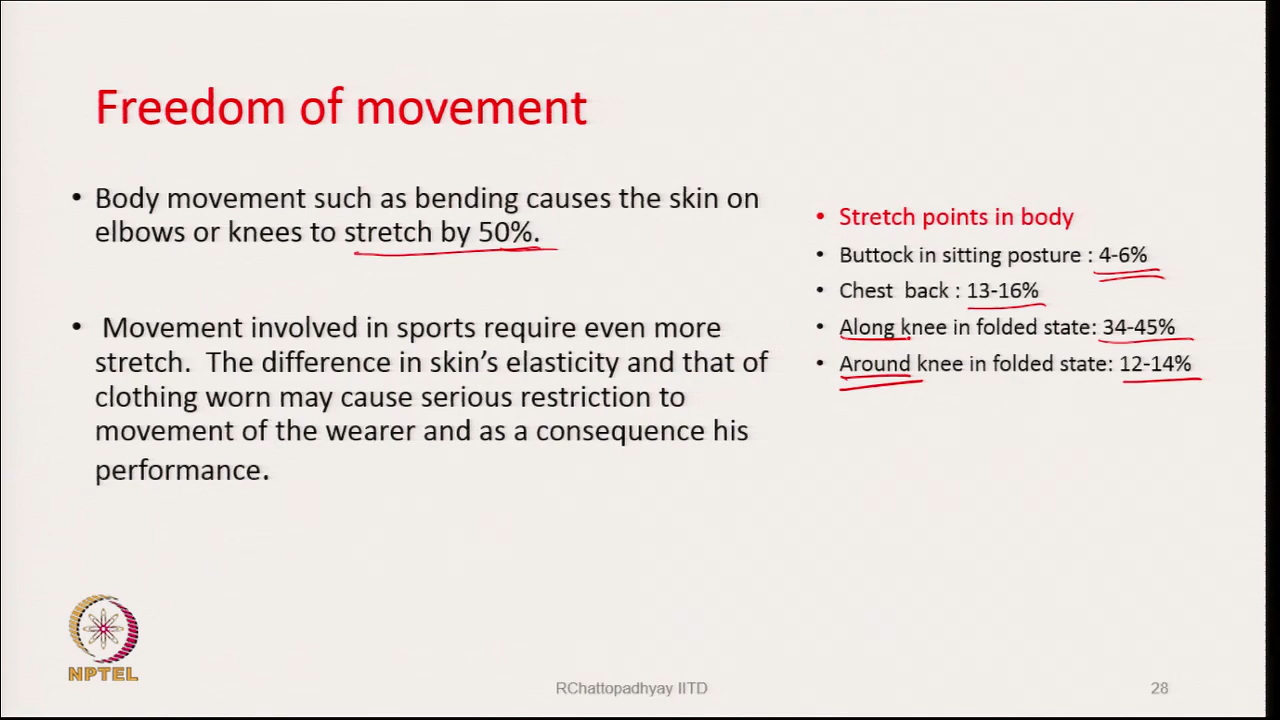 Freedom of movement
• Body movement such as bending causes the skin on
elbows or knees to stretch by 50%.
• Movement involved in sports require even more
stretch. The difference in skin's elasticity and that of
clothing worn may cause serious restriction to
movement of the wearer and as a consequence his
performance.
• Stretch points in body
• Buttock in sitting posture : 4-6%
• Chest back : 13-16%
• Along knee in folded state: 34-45%
• Around knee in folded state: 12-14%
NPTEL
RChattopadhyay IITD
28